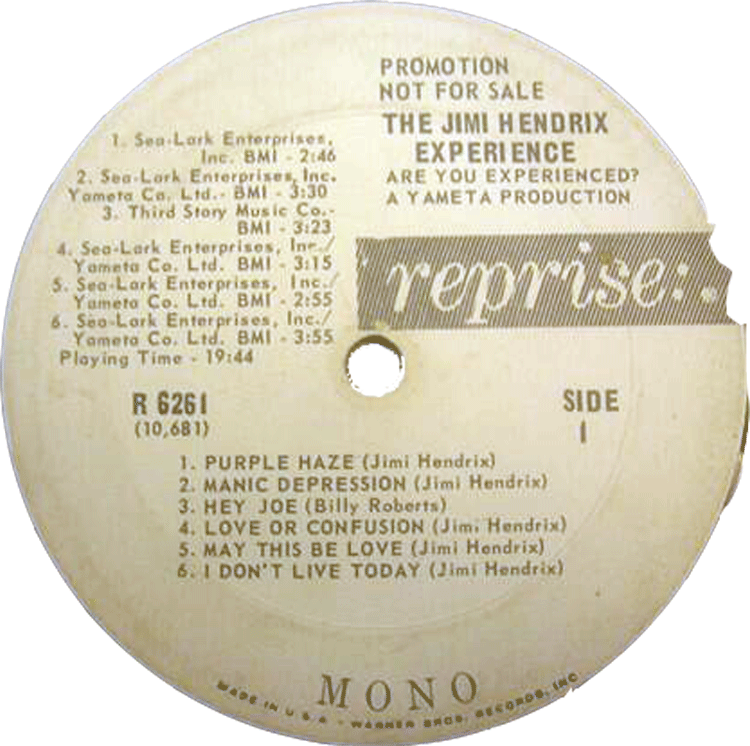 PROMOTION
NOT FOR SALE
THE JIMI HENDRIX
EXPERIENCE
ARE YOU EXPERIENCED?
A YAMETA PRODUCTION
1. Sea-Lark Enterprises,
Inc. BMI - 2:46
2. Sea-Lark Enterprises, Inc.
Yameta Co. Ltd.- BMI - 3:30
3. Third Story Music Co.-
BMI - 3:23
4. Sea-Lark Enterprises, Inc./
Yameta Co. Ltd. BMI - 3:15
5. Sea-Lark Enterprises, Inc./
Yameta Co. Ltd. BMI - 2:55
6. Sea-Lark Enterprises, Inc./
Yameta Co. Ltd. BMI - 3:55
Playing Time - 19:44
reprise:
R 6261
(10,681)
SIDE
1
1. PURPLE HAZE (Jimi Hendrix)
2. MANIC DEPRESSION (Jimi Hendrix)
3. HEY JOE (Billy Roberts)
4. LOVE OR CONFUSION (Jimi Hendrix)
5. MAY THIS BE LOVE (Jimi Hendrix)
6. I DON'T LIVE TODAY (Jimi Hendrix)
MONO
MADE IN U.S.A. - WARNER BROS. RECORDS, INC